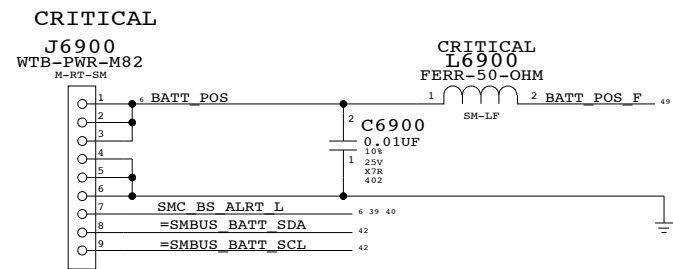 CRITICAL
J6900
WTB-PWR-M82
M-RT-SM
CRITICAL
L6900
FERR-50-OHM
1 6 BATT_POS 1 2 BATT_POS_F 49
SM-LF
2
2 C6900
3 0.01UF
10%
4 1 25V
X7R
5 402
6
7 SMC_BS_ALRT_L 6 39 40
8 =SMBUS_BATT_SDA 42
9 =SMBUS_BATT_SCL 42